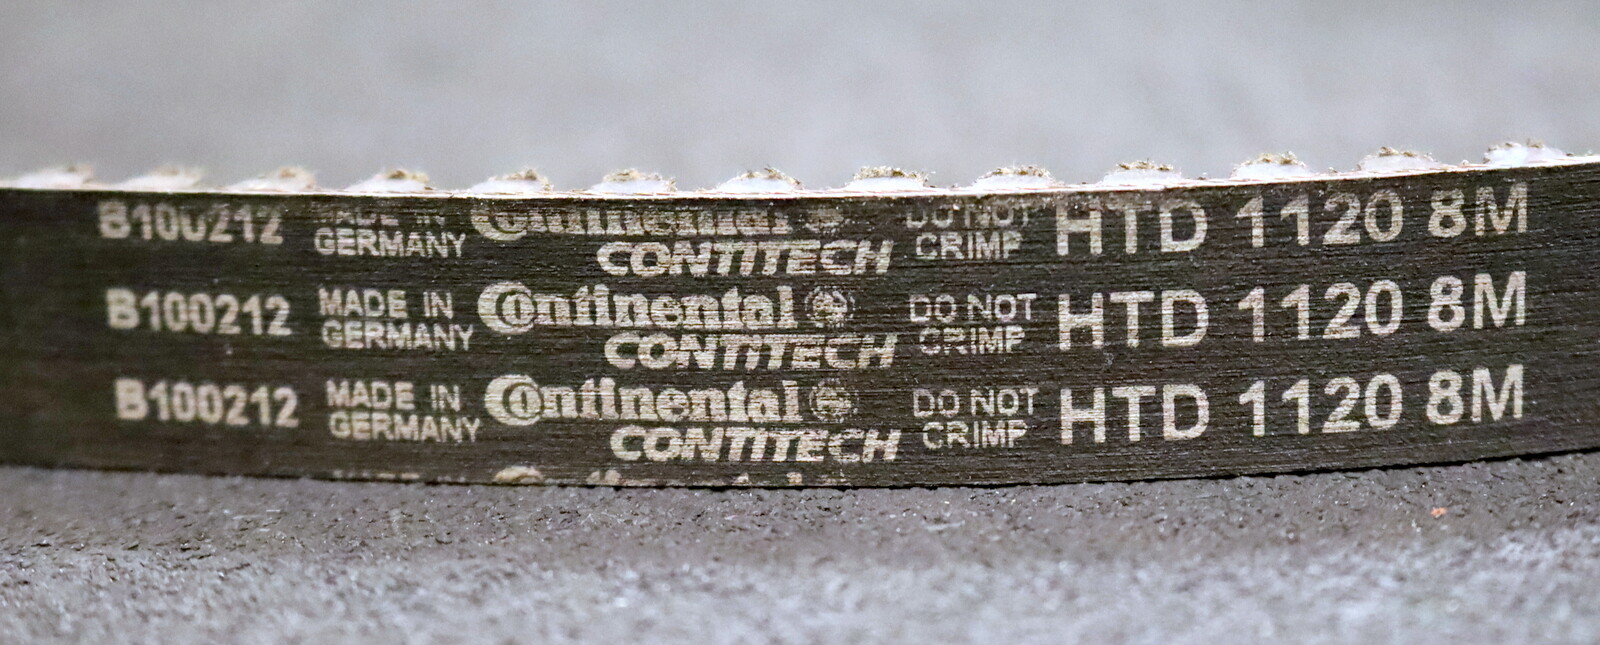 B100212 MADE IN GERMANY Continental CONTITECH DO NOT CRIMP HTD 1120 8M
B100212 MADE IN GERMANY Continental CONTITECH DO NOT CRIMP HTD 1120 8M
B100212 MADE IN GERMANY Continental CONTITECH DO NOT CRIMP HTD 1120 8M